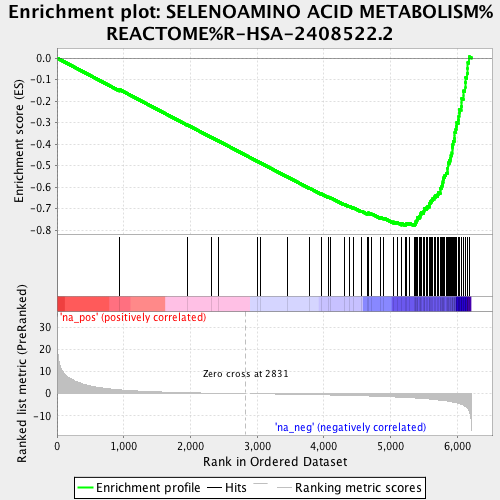 Enrichment plot: SELENOAMINO ACID METABOLISM%
REACTOME%R-HSA-2408522.2
Enrichment score (ES)
0.0
-0.1
-0.2
-0.3
-0.4
-0.5
-0.6
-0.7
-0.8
'na_pos' (positively correlated)
Ranked list metric (PreRanked)
30
20
10
0
-10
Zero cross at 2831
'na_neg' (negatively correlated)
0
1,000
2,000
3,000
4,000
5,000
6,000
Rank in Ordered Dataset
Enrichment profile
Hits
Ranking metric scores